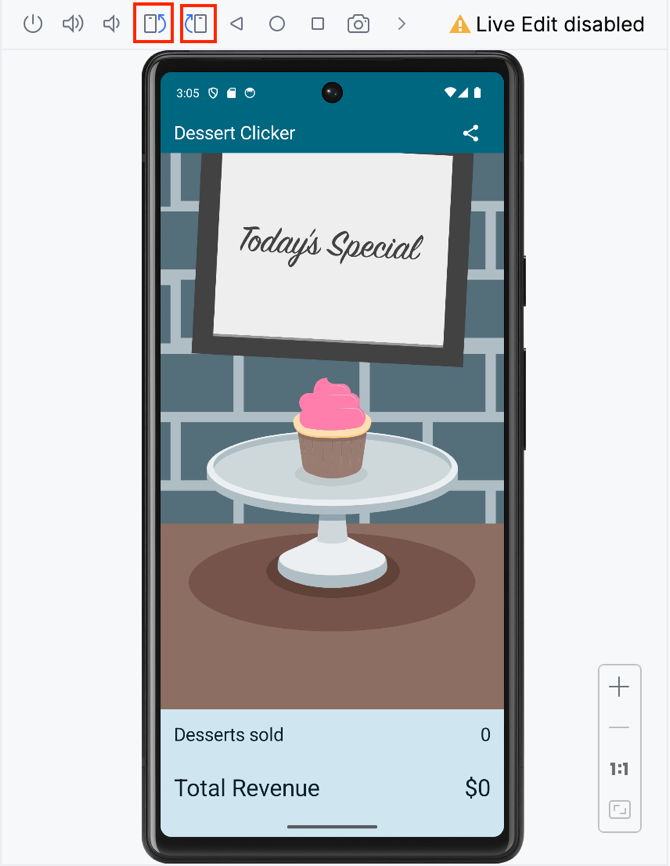 Live Edit disabled
3:05
Dessert Clicker
Today's Special
Desserts sold 0
Total Revenue $0
1:1